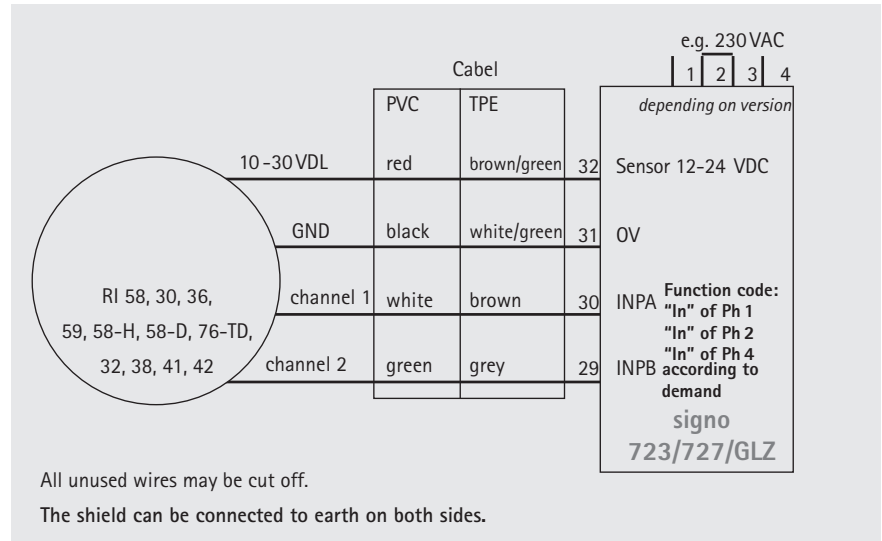 e.g. 230 VAC
1 2 3 4
Cabel
PVC TPE
depending on version
10-30 VDL red brown/green 32 Sensor 12-24 VDC
GND black white/green 31 0V
channel 1 white brown 30 INPA
channel 2 green grey 29 INPB
Function code:
"In" of Ph 1
"In" of Ph 2
"In" of Ph 4
according to
demand
RI 58, 30, 36,
59, 58-H, 58-D, 76-TD,
32, 38, 41, 42
signo
723/727/GLZ
All unused wires may be cut off.
The shield can be connected to earth on both sides.